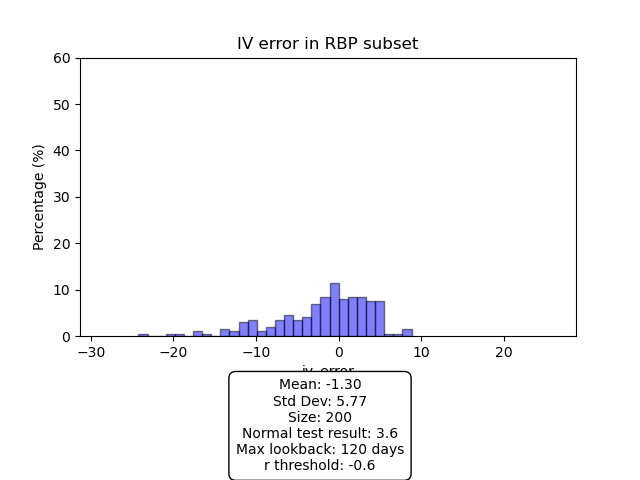 IV error in RBP subset
60
50
40
30
20
10
0
Percentage (%)
−30
−20
−10
0
10
20
iv_error
Mean: -1.30
Std Dev: 5.77
Size: 200
Normal test result: 3.6
Max lookback: 120 days
r threshold: -0.6